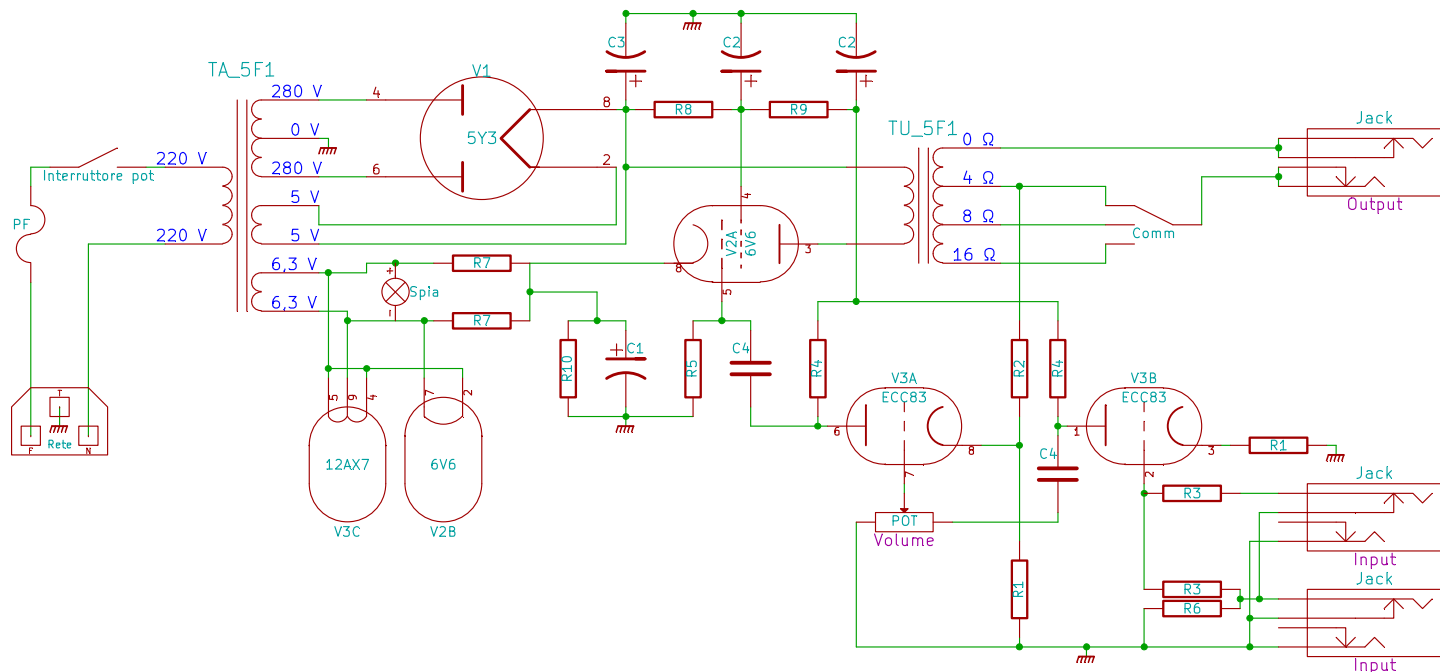 TA_5F1
280 V
0 V
280 V
5 V
5 V
6,3 V
6,3 V
220 V
220 V
Interruttore pot
PF
F
T
N
Rete
V1
5Y3
4
6
8
2
C3
C2
C2
R8
R9
TU_5F1
0 Ω
4 Ω
8 Ω
16 Ω
Comm
Jack
Output
V2A
6V6
4
3
5
8
Spia
+
-
R7
R7
R10
+
C1
R5
C4
R4
R2
R4
5
9
4
12AX7
V3C
7
2
6V6
V2B
V3A
ECC83
6
7
8
POT
Volume
V3B
ECC83
1
2
3
C4
R1
R1
R3
R3
R6
Jack
Input
Jack
Input
+
+
+